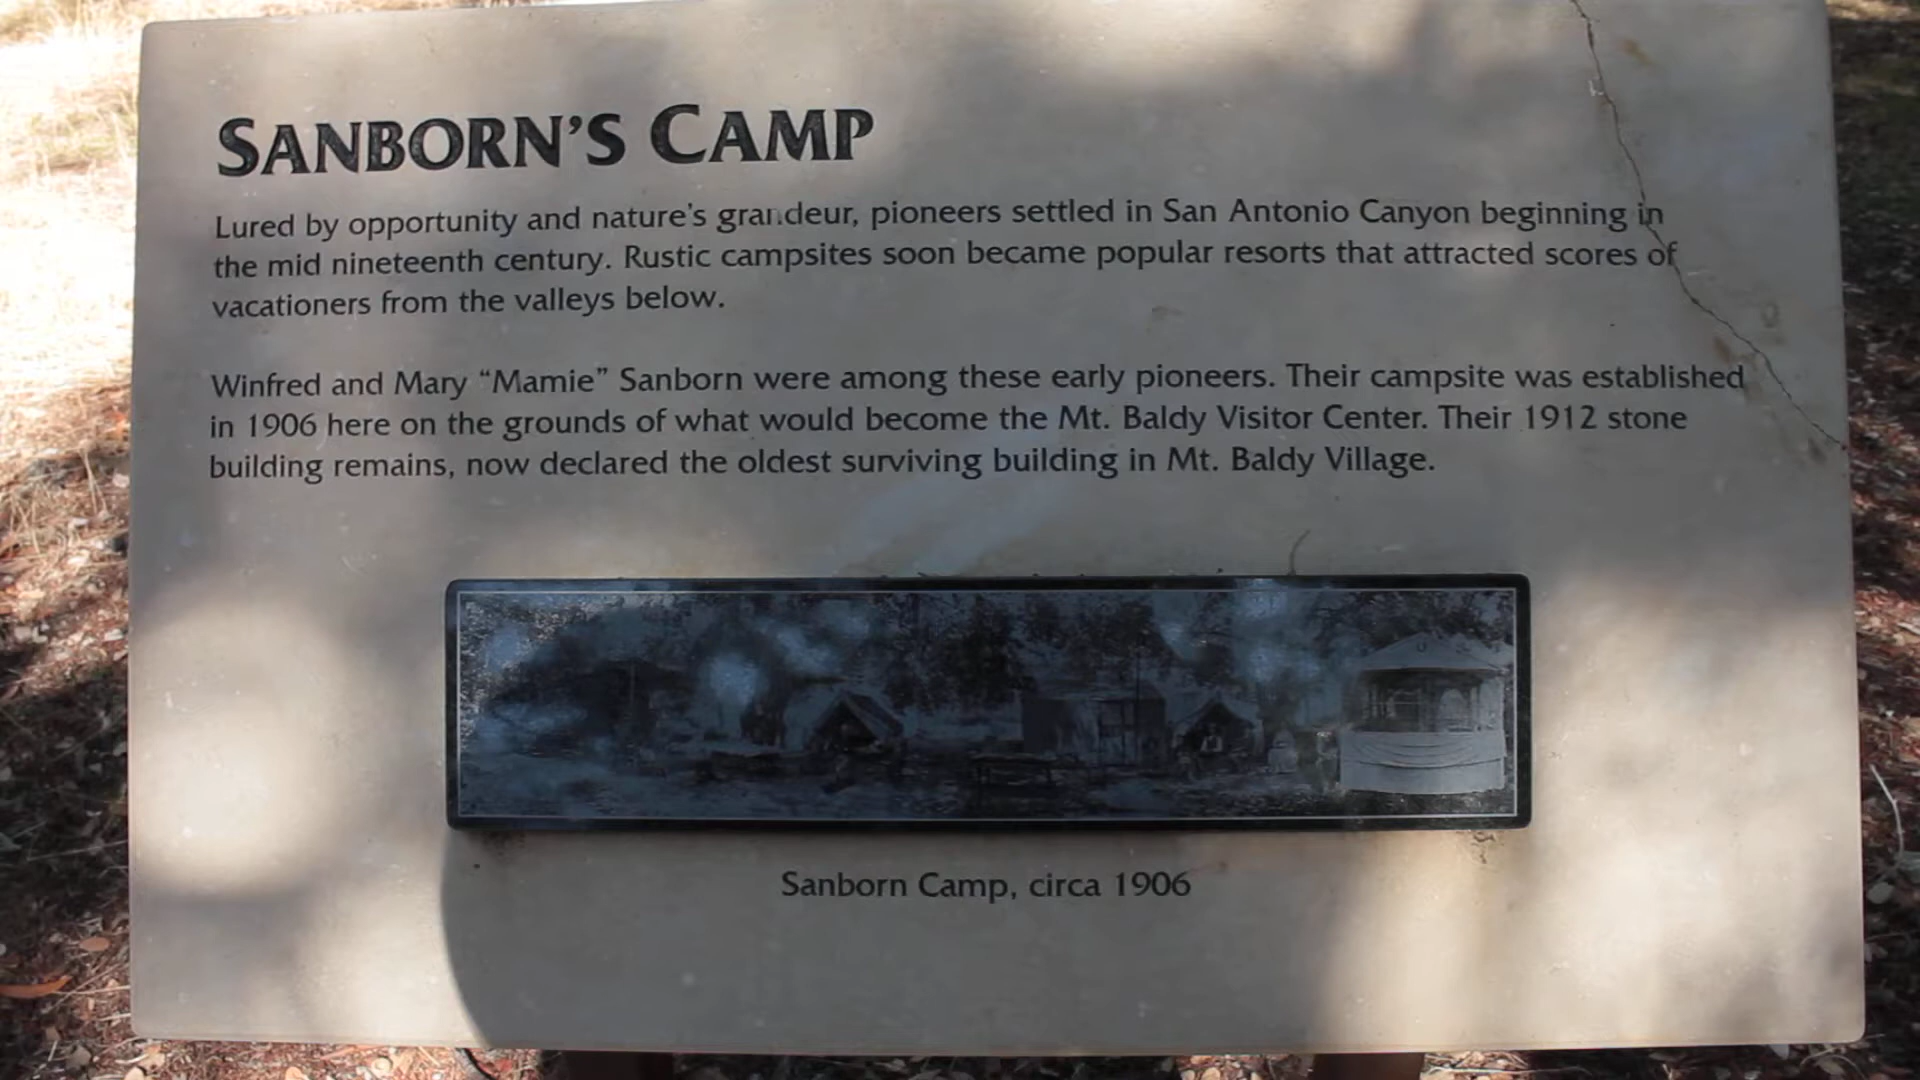 SANBORN'S CAMP
Lured by opportunity and nature's grandeur, pioneers settled in San Antonio Canyon beginning in
the mid nineteenth century. Rustic campsites soon became popular resorts that attracted scores of
vacationers from the valleys below.
Winfred and Mary “Mamie” Sanborn were among these early pioneers. Their campsite was established
in 1906 here on the grounds of what would become the Mt. Baldy Visitor Center. Their 1912 stone
building remains, now declared the oldest surviving building in Mt. Baldy Village.
Sanborn Camp, circa 1906